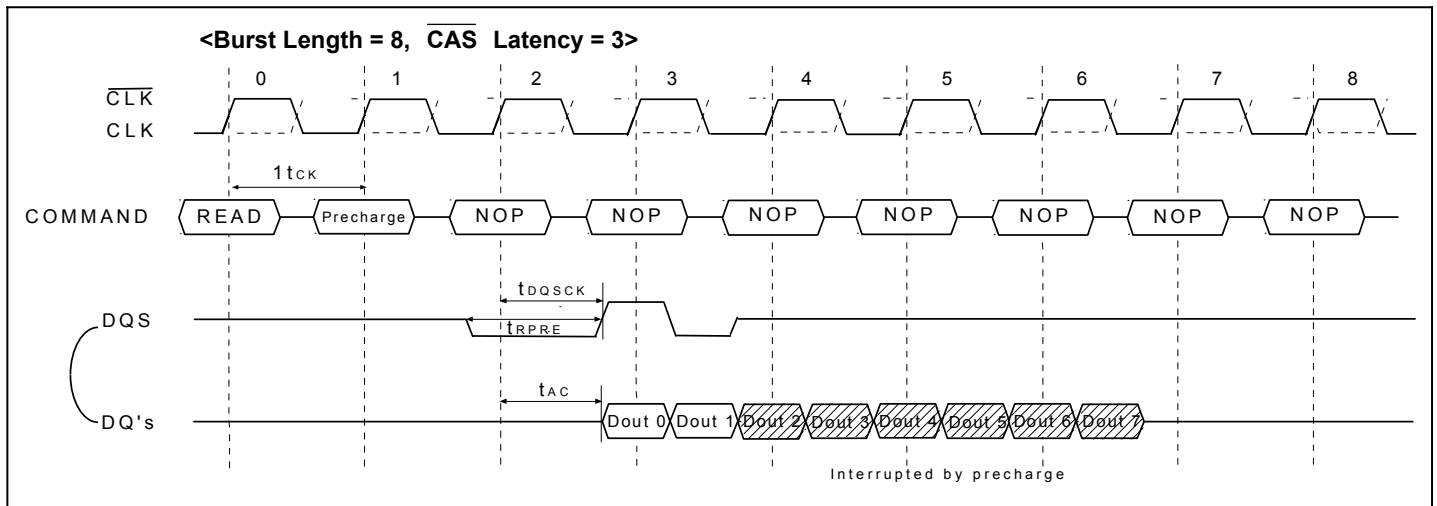 <Burst Length = 8, CAS Latency = 3>
0 1 2 3 4 5 6 7 8
CLK
CLK
1tCK
COMMAND READ Precharge NOP NOP NOP NOP NOP NOP NOP
tDQSCK
DQS
tRPRE
tAC
DQ's Dout 0 Dout 1 Dout 2 Dout 3 Dout 4 Dout 5 Dout 6 Dout 7
Interrupted by precharge